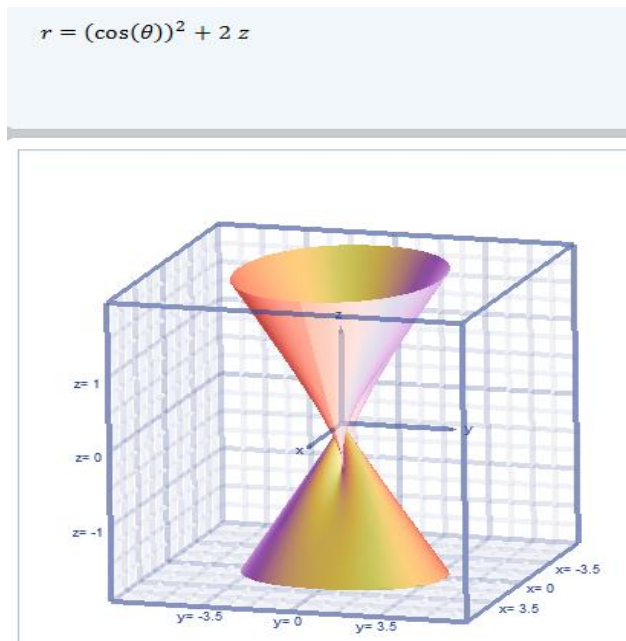 r = (cos(θ))² + 2 z
z
z= 1
y
x
z= 0
z= -1
x= -3.5
x= 0
x= 3.5
y= -3.5
y= 0
y= 3.5